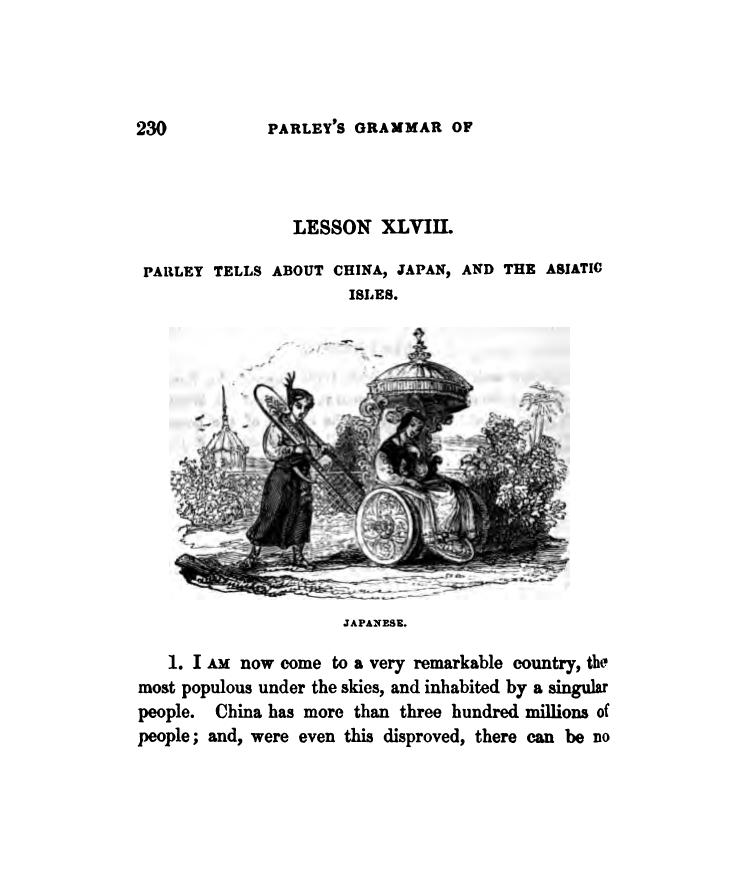 230 PARLEY'S GRAMMAR OF
LESSON XLVIII.
PARLEY TELLS ABOUT CHINA, JAPAN, AND THE ASIATIC
ISLES.
JAPANESE.
1. I AM now come to a very remarkable country, the
most populous under the skies, and inhabited by a singular
people. China has more than three hundred millions of
people; and, were even this disproved, there can be no